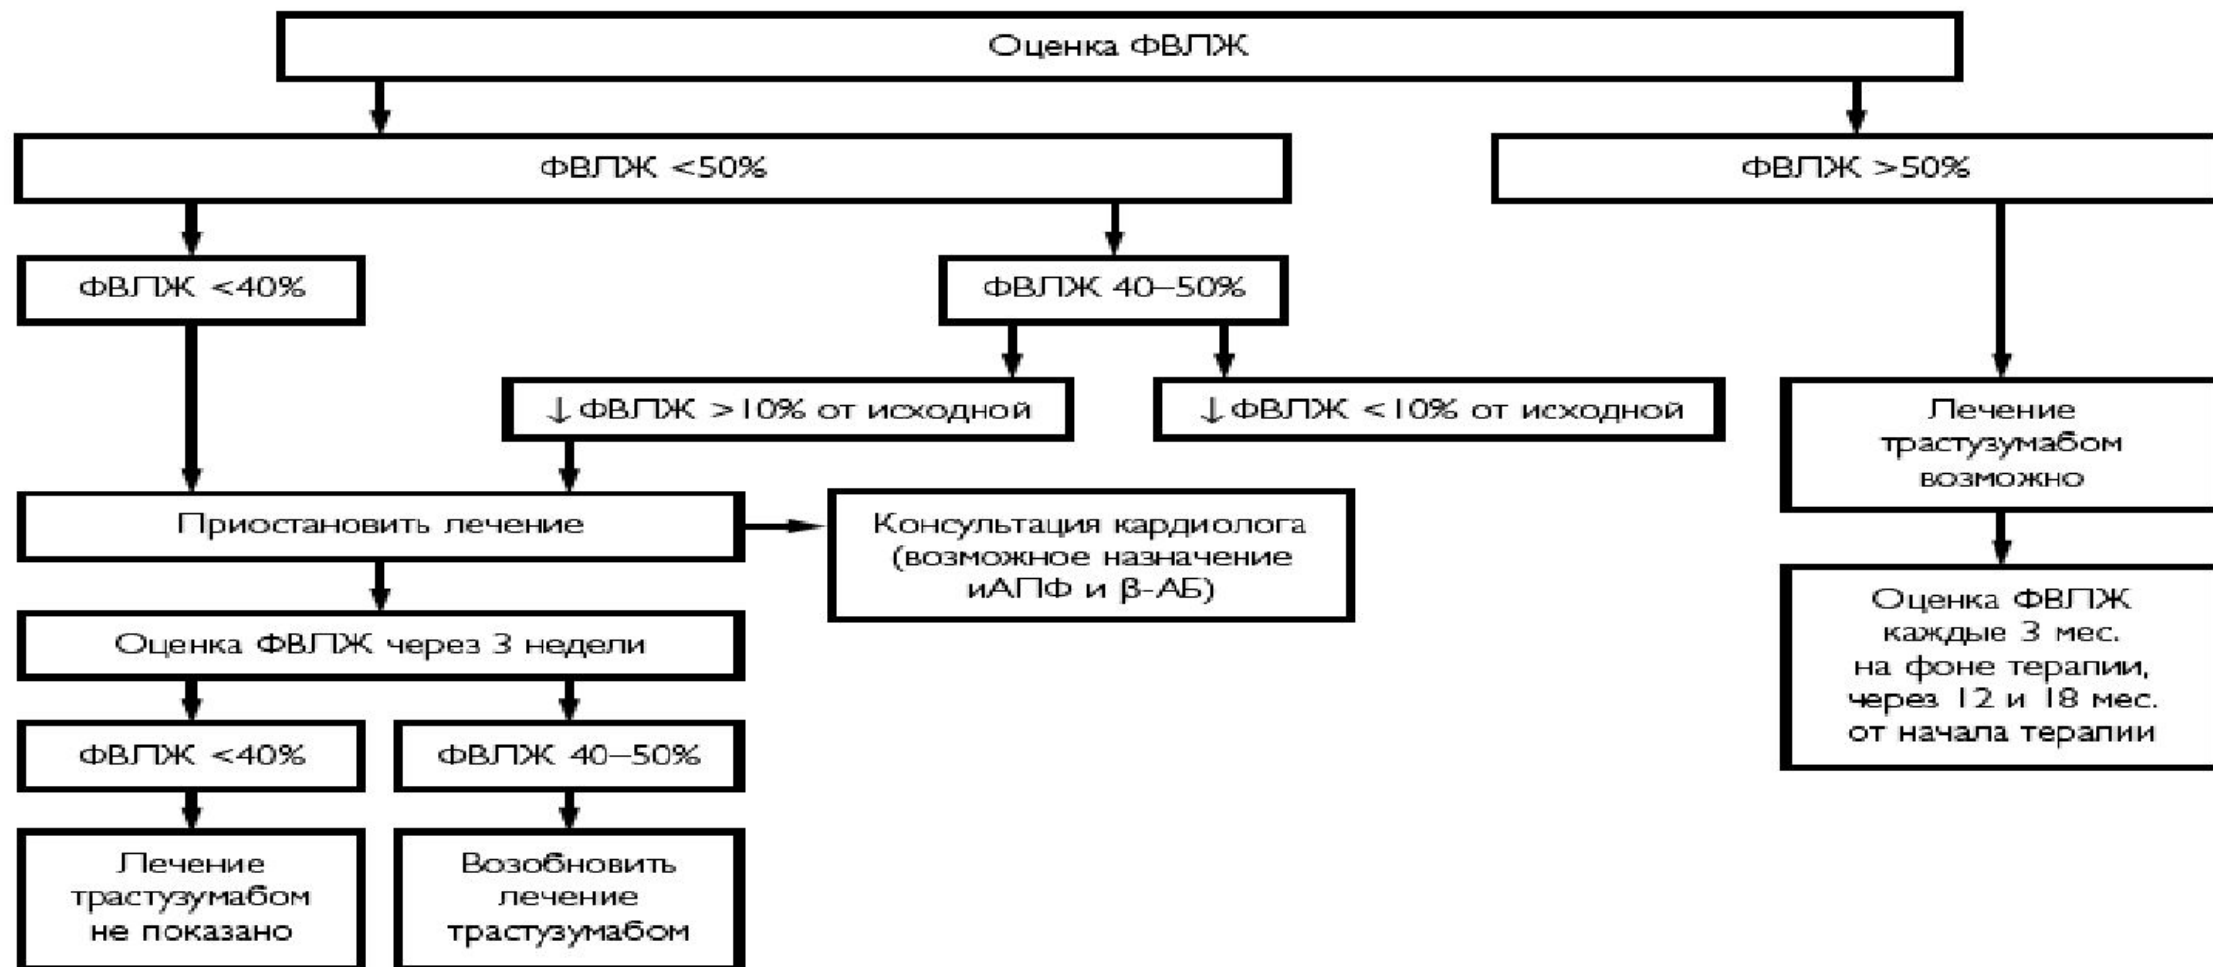 Оценка ФВЛЖ
ФВЛЖ <50%
ФВЛЖ >50%
ФВЛЖ <40%
ФВЛЖ 40–50%
↓ФВЛЖ >10% от исходной
↓ФВЛЖ <10% от исходной
Лечение
трастузумабом
возможно
Приостановить лечение
Консультация кардиолога
(возможное назначение
иАПФ и β-АБ)
Оценка ФВЛЖ
каждые 3 мес.
на фоне терапии,
через 12 и 18 мес.
от начала терапии
Оценка ФВЛЖ через 3 недели
ФВЛЖ <40%
ФВЛЖ 40–50%
Лечение
трастузумабом
не показано
Возобновить
лечение
трастузумабом